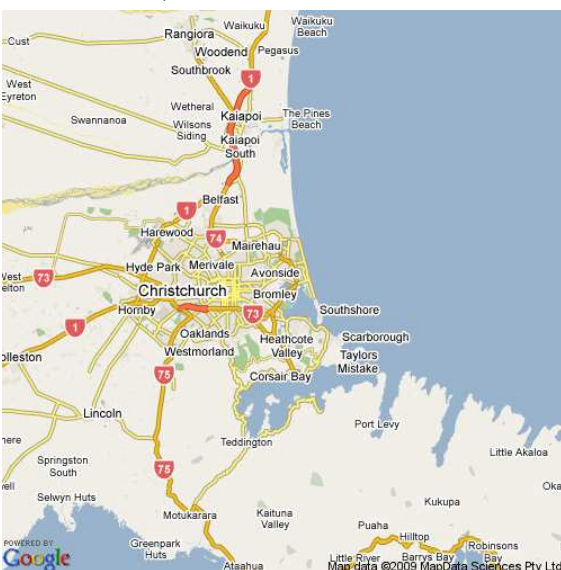 Waikuku
Waikuku
Beach
Cust
Rangiora
Woodend
Pegasus
Southbrook
1
West
Eyreton
Wetheral
Kaiapoi
The Pines
Beach
Swannanoa
Wilsons
Siding
Kaiapoi
South
Belfast
1
Harewood
74
Mairehau
Hyde Park
Merivale
Avonside
West
elton
73
Christchurch
Bromley
Hornby
73
Southshore
1
Oaklands
Heathcote
Valley
Scarborough
Westmorland
Taylors
Mistake
olleston
75
Corsair Bay
Lincoln
Port Levy
Teddington
Little Akaloa
Springston
South
75
Selwyn Huts
Kukupa
Motukarara
Kaituna
Valley
Puaha
Hilltop
POWERED BY
Google
Greenpark
Huts
Robinsons
Bay
Little River
Barrys Bay
Ataahua
Map data ©2009 MapData Sciences Pty Ltd